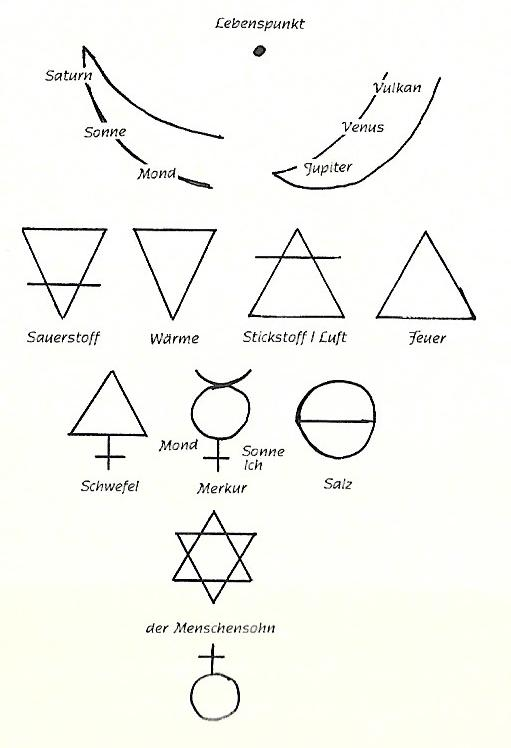 Lebenspunkt
Saturn
Sonne
Mond
Vulkan
Venus
Jupiter
Sauerstoff
Wärme
Stickstoff / Luft
Feuer
Mond
Sonne
Ich
Schwefel
Merkur
Salz
der Menschensohn